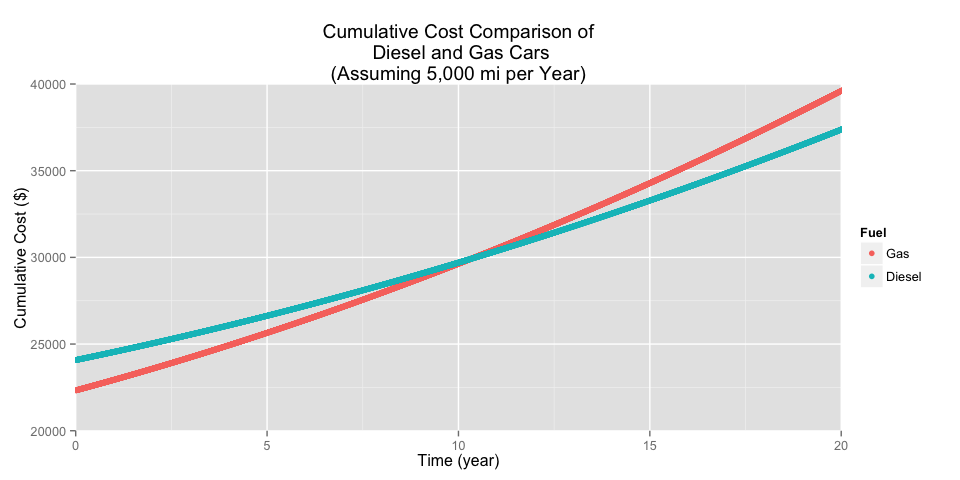 Cumulative Cost Comparison of
Diesel and Gas Cars
(Assuming 5,000 mi per Year)
40000
35000
30000
25000
20000
Cumulative Cost ($)
0 5 10 15 20
Time (year)
Fuel
Gas
Diesel